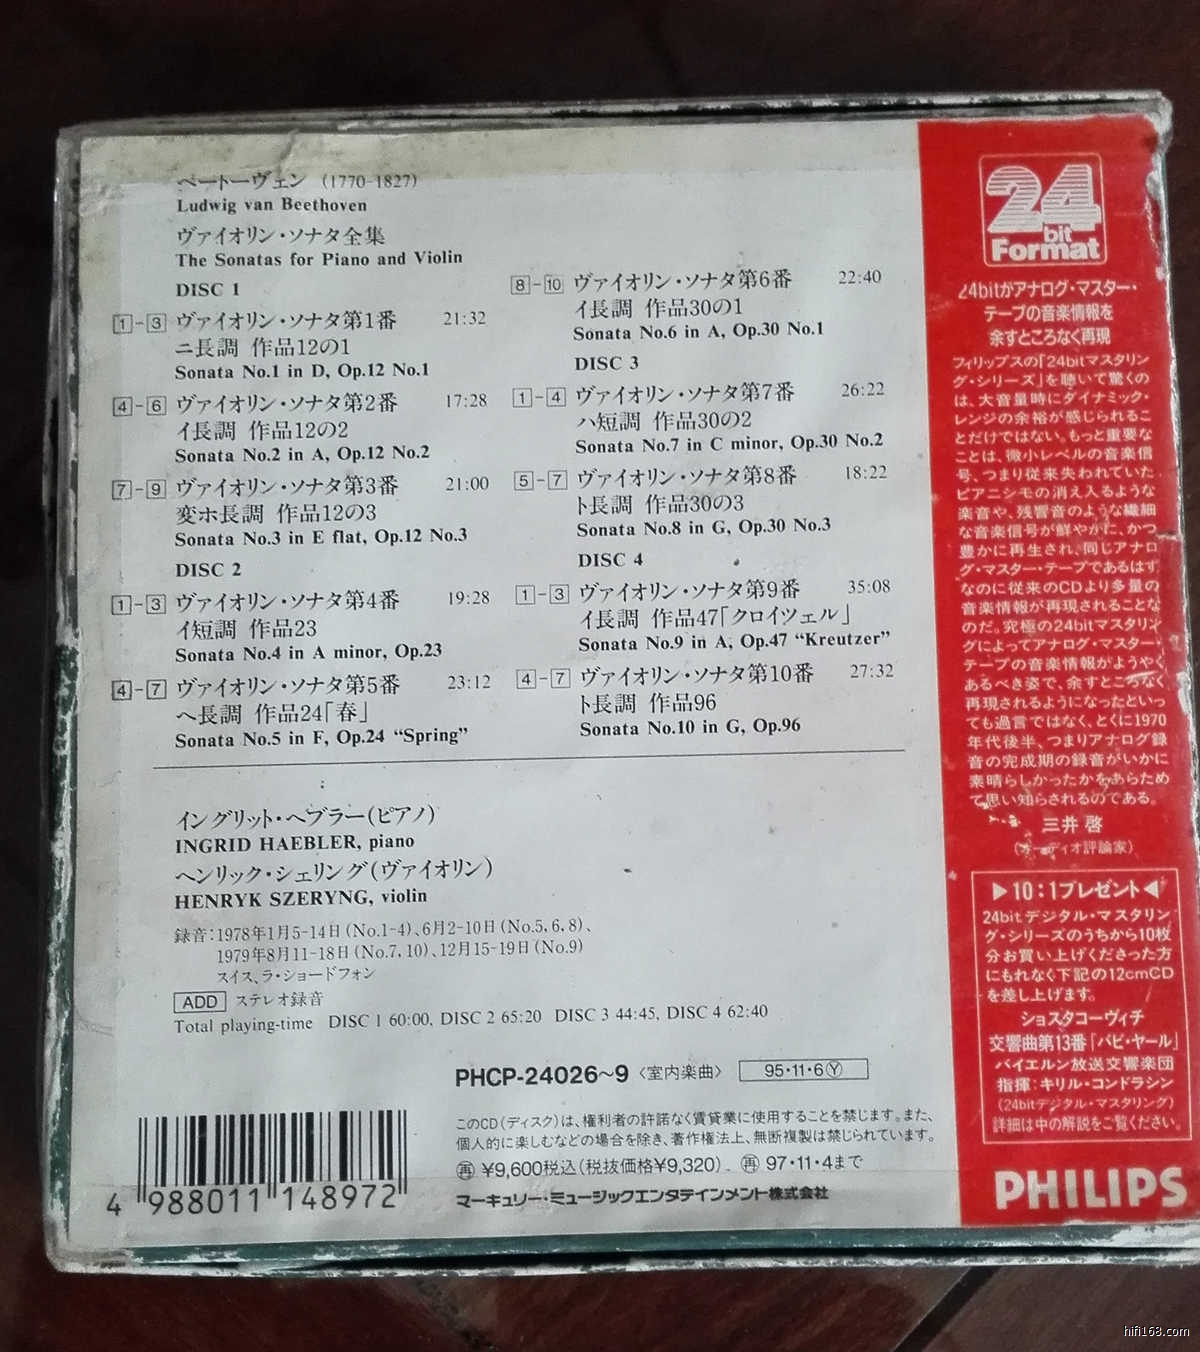 ベートーヴェン (1770-1827)
Ludwig van Beethoven
ヴァイオリン・ソナタ全集
The Sonatas for Piano and Violin
DISC 1
1-3 ヴァイオリン・ソナタ第1番 21:32
ニ長調 作品12の1
Sonata No.1 in D, Op.12 No.1
4-6 ヴァイオリン・ソナタ第2番 17:28
イ長調 作品12の2
Sonata No.2 in A, Op.12 No.2
7-9 ヴァイオリン・ソナタ第3番 21:00
変ホ長調 作品12の3
Sonata No.3 in E flat, Op.12 No.3
DISC 2
1-3 ヴァイオリン・ソナタ第4番 19:28
イ短調 作品23
Sonata No.4 in A minor, Op.23
4-7 ヴァイオリン・ソナタ第5番 23:12
ヘ長調 作品24「春」
Sonata No.5 in F, Op.24 “Spring”
8-10 ヴァイオリン・ソナタ第6番 22:40
イ長調 作品30の1
Sonata No.6 in A, Op.30 No.1
DISC 3
1-4 ヴァイオリン・ソナタ第7番 26:22
ハ短調 作品30の2
Sonata No.7 in C minor, Op.30 No.2
5-7 ヴァイオリン・ソナタ第8番 18:22
ト長調 作品30の3
Sonata No.8 in G, Op.30 No.3
DISC 4
1-3 ヴァイオリン・ソナタ第9番 35:08
イ長調 作品47「クロイツェル」
Sonata No.9 in A, Op.47 “Kreutzer”
4-7 ヴァイオリン・ソナタ第10番 27:32
ト長調 作品96
Sonata No.10 in G, Op.96
イングリット・ヘブラー(ピアノ)
INGRID HAEBLER, piano
ヘンリック・シェリング(ヴァイオリン)
HENRYK SZERYNG, violin
録音:1978年1月5-14日(No.1-4)、6月2-10日(No.5, 6, 8)、
1979年8月11-18日(No.7, 10)、12月15-19日(No.9)
スイス、ラ・ショードフォン
ADD ステレオ録音
Total playing-time DISC 1 60:00, DISC 2 65:20 DISC 3 44:45, DISC 4 62:40
PHCP-24026~9 〈室内楽曲〉 95・11・6Ⓨ
このCD(ディスク)は、権利者の許諾なく賃貸業に使用することを禁じます。また、
個人的に楽しむなどの場合を除き、著作権法上、無断複製は禁じられています。
㊞ ¥9,600税込(税抜価格¥9,320)  97・11・4まで
マーキュリー・ミュージックエンタテインメント株式会社
4 988011 148972
24
bit
Format
24bitがアナログ・マスター・
テープの音楽情報を
余すところなく再現
フィリップスの「24bitマスタリン
グ・シリーズ」を聴いて驚くの
は、大音量時にダイナミック・
レンジの余裕が感じられるこ
とだけではない。もっと重要な
ことは、微小レベルの音楽信
号、つまり従来失われていた
ピアニシモの消え入るような
楽音や、残響音のような繊細
な音楽信号が鮮やかに、かつ
豊かに再生され、同じアナロ
グ・マスター・テープであるはず
なのに従来のCDより多量の
音楽情報が再現されることな
のだ。究極の24bitマスタリン
グによってアナログ・マスター・
テープの音楽情報がようやく
あるべき姿で、余すところなく
再現されるようになったといっ
ても過言ではなく、とくに1970
年代後半、つまりアナログ録
音の完成期の録音がいかに
素晴らしかったかをあらため
て思い知らされるのである。
三井 啓
(オーディオ評論家)
▶10:1プレゼント◀
24bitデジタル・マスタリン
グ・シリーズのうちから10枚
分お買い上げくださった方
にもれなく下記の12cmCD
を差し上げます。
ショスタコーヴィチ
交響曲第13番「バビ・ヤール」
バイエルン放送交響楽団
指揮:キリル・コンドラシン
(24bitデジタル・マスタリング)
詳細は中の解説をご覧ください。
PHILIPS
hifi168.com